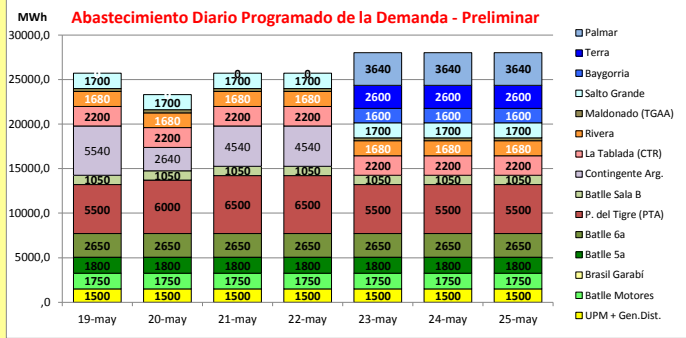 MWh
Abastecimiento Diario Programado de la Demanda - Preliminar
30000,0
25000,0
20000,0
15000,0
10000,0
5000,0
,0
1700 1700 1700 1700 3640 3640 3640
1680 1680 1680 1680 2600 2600 2600
2200 2200 2200 2200 1600 1600 1600
5540 2640 4540 4540 1700 1700 1700
1050 1050 1050 1050 1680 1680 1680
5500 6000 6500 6500 2200 2200 2200
2650 2650 2650 2650 1050 1050 1050
1800 1800 1800 1800 5500 5500 5500
1750 1750 1750 1750 2650 2650 2650
1500 1500 1500 1500 1800 1800 1800
0 0 1750 1750 1750
1500 1500 1500
19-may 20-may 21-may 22-may 23-may 24-may 25-may
Palmar
Terra
Baygorria
Salto Grande
Maldonado (TGAA)
Rivera
La Tablada (CTR)
Contingente Arg.
Batlle Sala B
P. del Tigre (PTA)
Batlle 6a
Batlle 5a
Brasil Garabí
Batlle Motores
UPM + Gen.Dist.